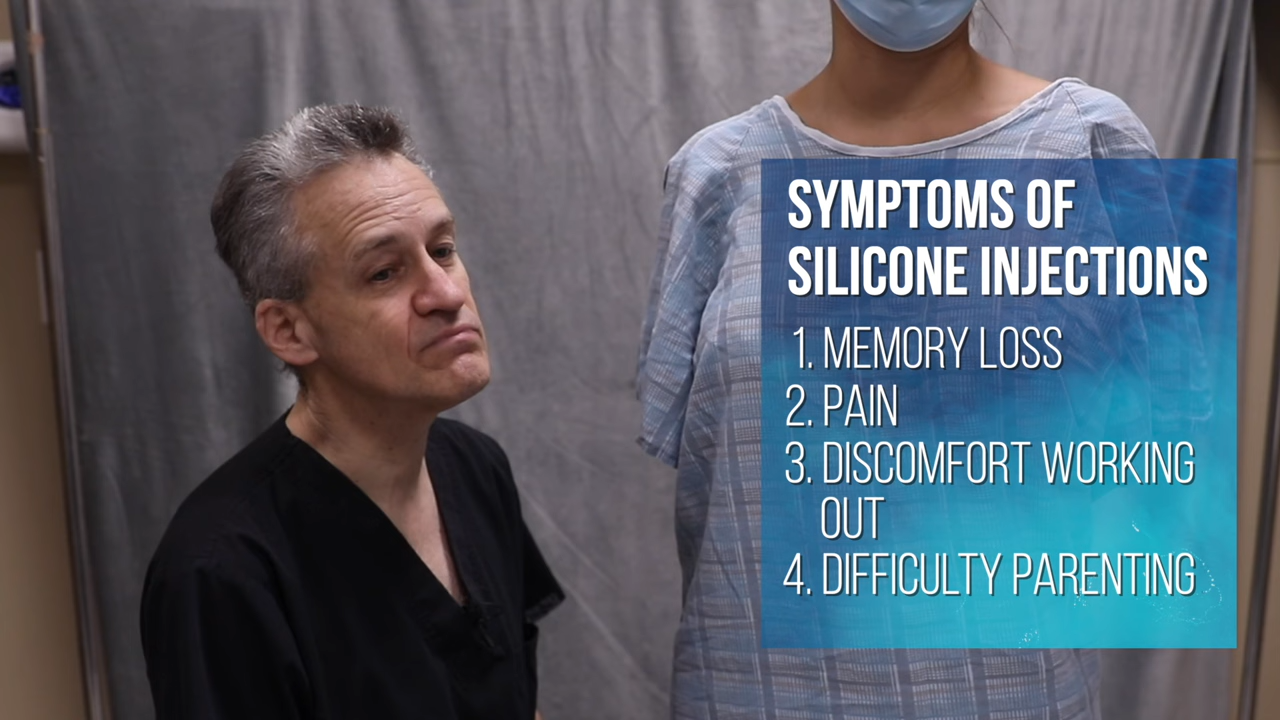 SYMPTOMS OF
SILICONE INJECTIONS
1. MEMORY LOSS
2. PAIN
3. DISCOMFORT WORKING
OUT
4. DIFFICULTY PARENTING